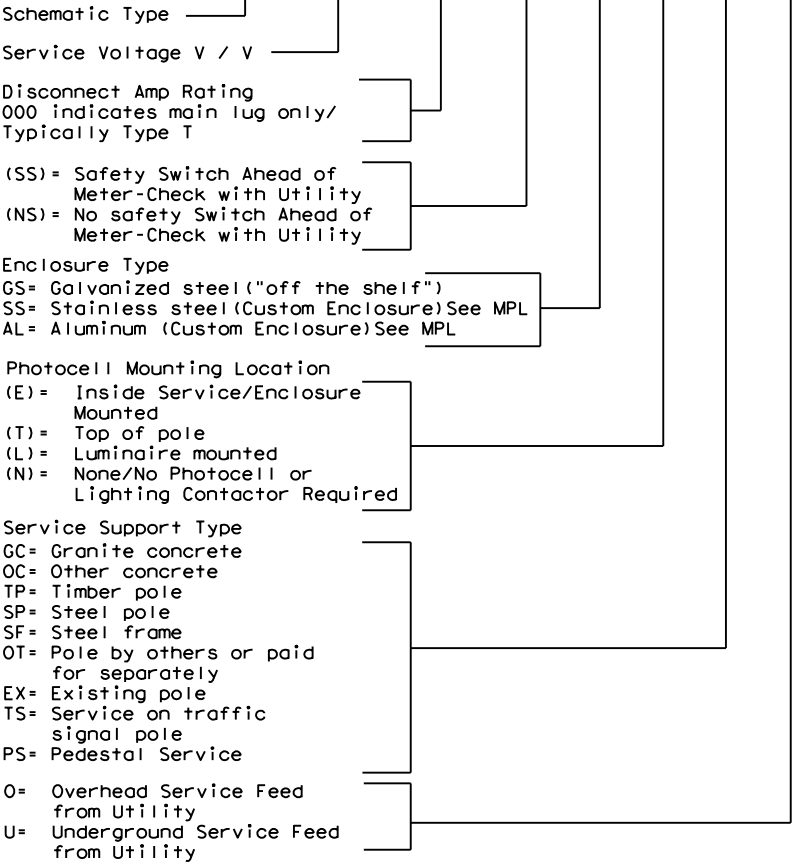 Schematic Type
Service Voltage V / V
Disconnect Amp Rating
000 indicates main lug only/
Typically Type T
(SS)= Safety Switch Ahead of
Meter-Check with Utility
(NS)= No safety Switch Ahead of
Meter-Check with Utility
Enclosure Type
GS= Galvanized steel("off the shelf")
SS= Stainless steel(Custom Enclosure)See MPL
AL= Aluminum (Custom Enclosure)See MPL
Photocell Mounting Location
(E)= Inside Service/Enclosure
Mounted
(T)= Top of pole
(L)= Luminaire mounted
(N)= None/No Photocell or
Lighting Contactor Required
Service Support Type
GC= Granite concrete
OC= Other concrete
TP= Timber pole
SP= Steel pole
SF= Steel frame
OT= Pole by others or paid
for separately
EX= Existing pole
TS= Service on traffic
signal pole
PS= Pedestal Service
O= Overhead Service Feed
from Utility
U= Underground Service Feed
from Utility